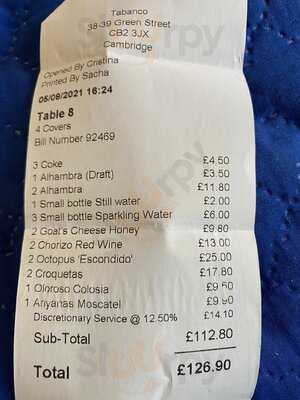 Tabanco
38-39 Green Street
CB2 3JX
Cambridge
Opened By Cristina
Printed By Sacha
05/09/2021 16:24
Table 8
4 Covers
Bill Number 92469
3 Coke £4.50
1 Alhambra (Draft) £3.50
2 Alhambra £11.80
1 Small bottle Still water £2.00
3 Small bottle Sparkling Water £6.00
2 Goat's Cheese Honey £9.80
2 Chorizo Red Wine £13.00
2 Octopus 'Escondido' £25.00
2 Croquetas £17.80
1 Oloroso Colosia £9.50
1 Ariyanas Moscatel £9.90
Discretionary Service @ 12.50% £14.10
Sub-Total £112.80
Total £126.90